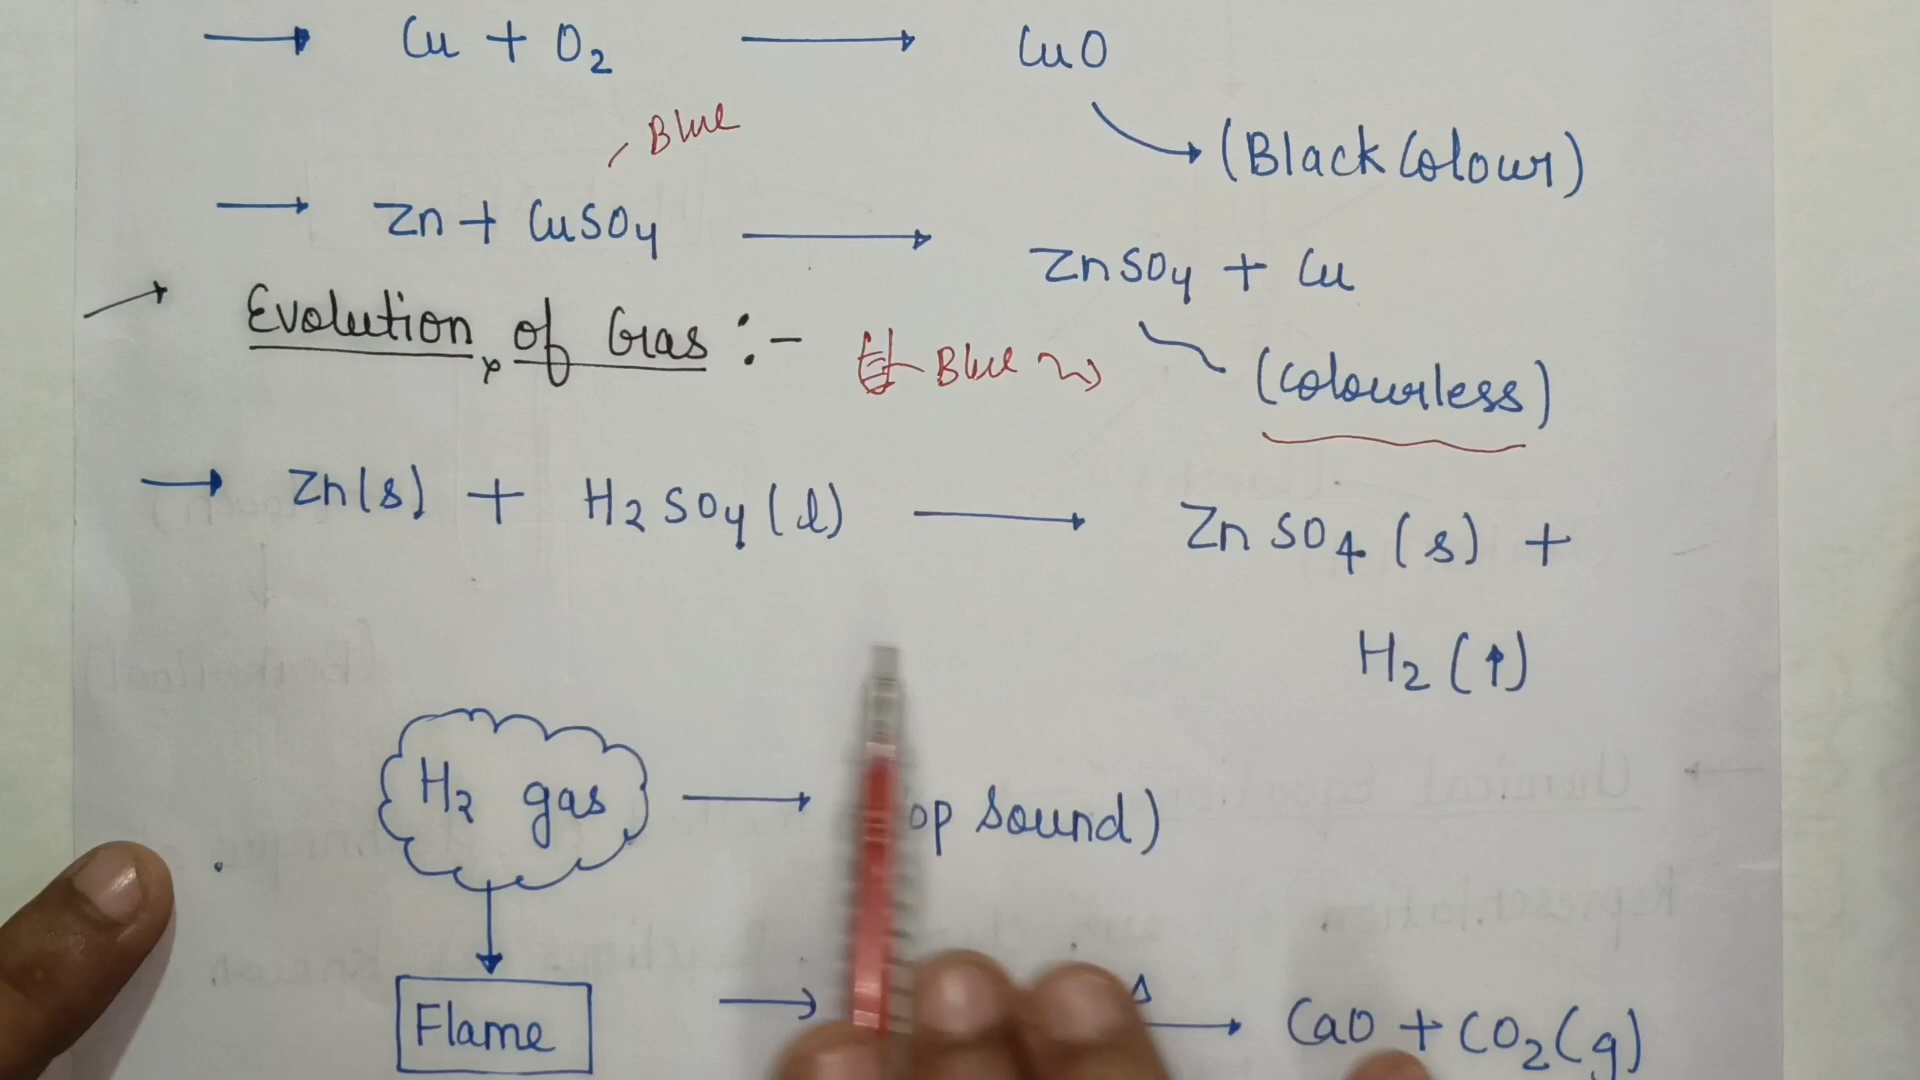 → Cu + O2 → CuO
Blue
(Black Colour)
→ Zn + CuSO4 → ZnSO4 + Cu
→ Evolution of Gas :-
Blue
(colourless)
→ Zn(s) + H2SO4(l) → ZnSO4(s) +
H2(↑)
H2 gas → op Sound)
Flame
→ Δ → CaO + CO2(g)